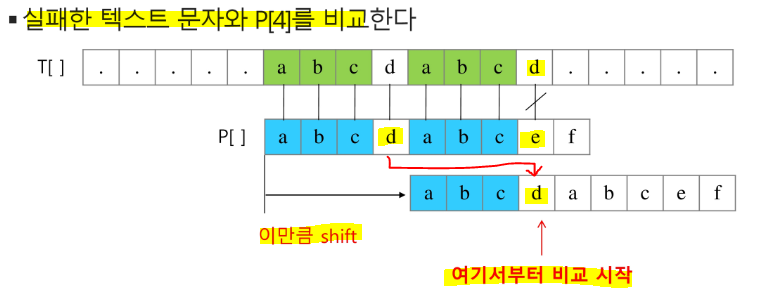 ▪ 실패한 텍스트 문자와 P[4]를 비교한다
T[ ] . . . . . a b c d a b c d . . . . .
P[ ] a b c d a b c e f
a b c d a b c e f
이만큼 shift
여기서부터 비교 시작